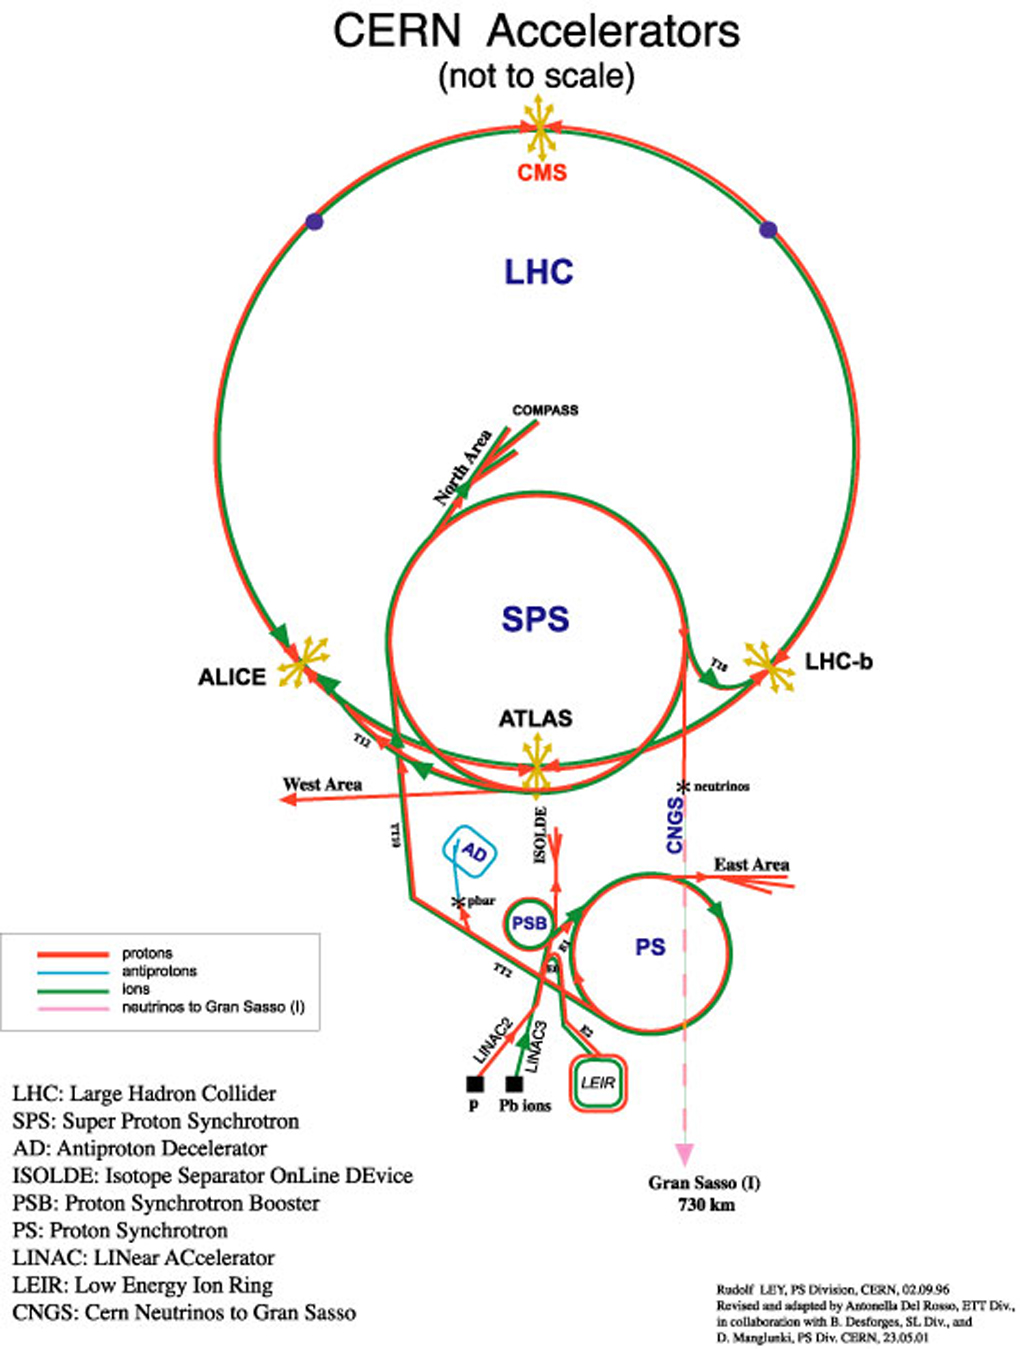 CERN Accelerators
(not to scale)
CMS
LHC
COMPASS
North Area
SPS
ALICE
LHC-b
T18
ATLAS
T12
West Area
neutrinos
CNGS
ISOLDE
TT10
AD
East Area
pbar
PSB
PS
E1
E0
TT2
E2
LINAC2
LINAC3
LEIR
p
Pb ions
protons
antiprotons
ions
neutrinos to Gran Sasso (I)
Gran Sasso (I)
730 km
LHC: Large Hadron Collider
SPS: Super Proton Synchrotron
AD: Antiproton Decelerator
ISOLDE: Isotope Separator OnLine DEvice
PSB: Proton Synchrotron Booster
PS: Proton Synchrotron
LINAC: LINear ACcelerator
LEIR: Low Energy Ion Ring
CNGS: Cern Neutrinos to Gran Sasso
Rudolf LEY, PS Division, CERN, 02.09.96
Revised and adapted by Antonella Del Rosso, ETT Div.,
in collaboration with B. Desforges, SL Div., and
D. Manglunki, PS Div. CERN, 23.05.01